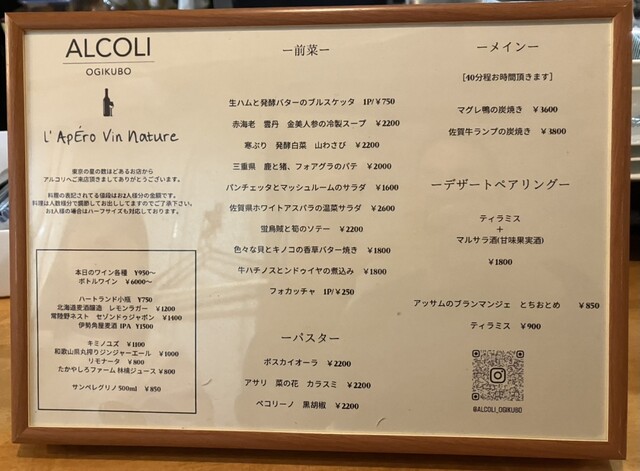 ALCOLI
OGIKUBO
L'ApÉro Vin Nature
東京の星の数ほどあるお店から
アルコリへご来店頂きましてありがとうございます。
料理の表記されてる値段はお2人様分の金額です。
料理は人数様分で調節してお出ししてますのでご了承下さい。
お1人様の場合はハーフサイズも対応しております。
本日のワイン各種 ¥950〜
ボトルワイン ¥6000〜
ハートランド小瓶 ¥750
北海道麦酒醸造 レモンラガー ¥1200
常陸野ネスト セゾンドゥジャポン ¥1400
伊勢角屋麦酒 IPA ¥1500
キミノユズ ¥1100
和歌山県丸搾りジンジャーエール ¥1000
リモナータ ¥800
たかやしろファーム 林檎ジュース ¥800
サンペレグリノ 500ml ¥850
ー前菜ー
生ハムと発酵バターのブルスケッタ 1P/¥750
赤海老 雲丹 金美人参の冷製スープ ¥2200
寒ぶり 発酵白菜 山わさび ¥2200
三重県 鹿と猪、フォアグラのパテ ¥2000
パンチェッタとマッシュルームのサラダ ¥1600
佐賀県ホワイトアスパラの温菜サラダ ¥2600
蛍烏賊と筍のソテー ¥2200
色々な貝とキノコの香草バター焼き ¥1800
牛ハチノスとンドゥイヤの煮込み ¥1800
フォカッチャ 1P/¥250
ーパスター
ボスカイオーラ ¥2200
アサリ 菜の花 カラスミ ¥2200
ペコリーノ 黒胡椒 ¥2200
ーメインー
[40分程お時間頂きます]
マグレ鴨の炭焼き ¥3600
佐賀牛ランプの炭焼き ¥3800
ーデザートペアリングー
ティラミス
+
マルサラ酒(甘味果実酒)
¥1800
アッサムのブランマンジェ とちおとめ ¥850
ティラミス ¥900
@ALCOLI_OGIKUBO